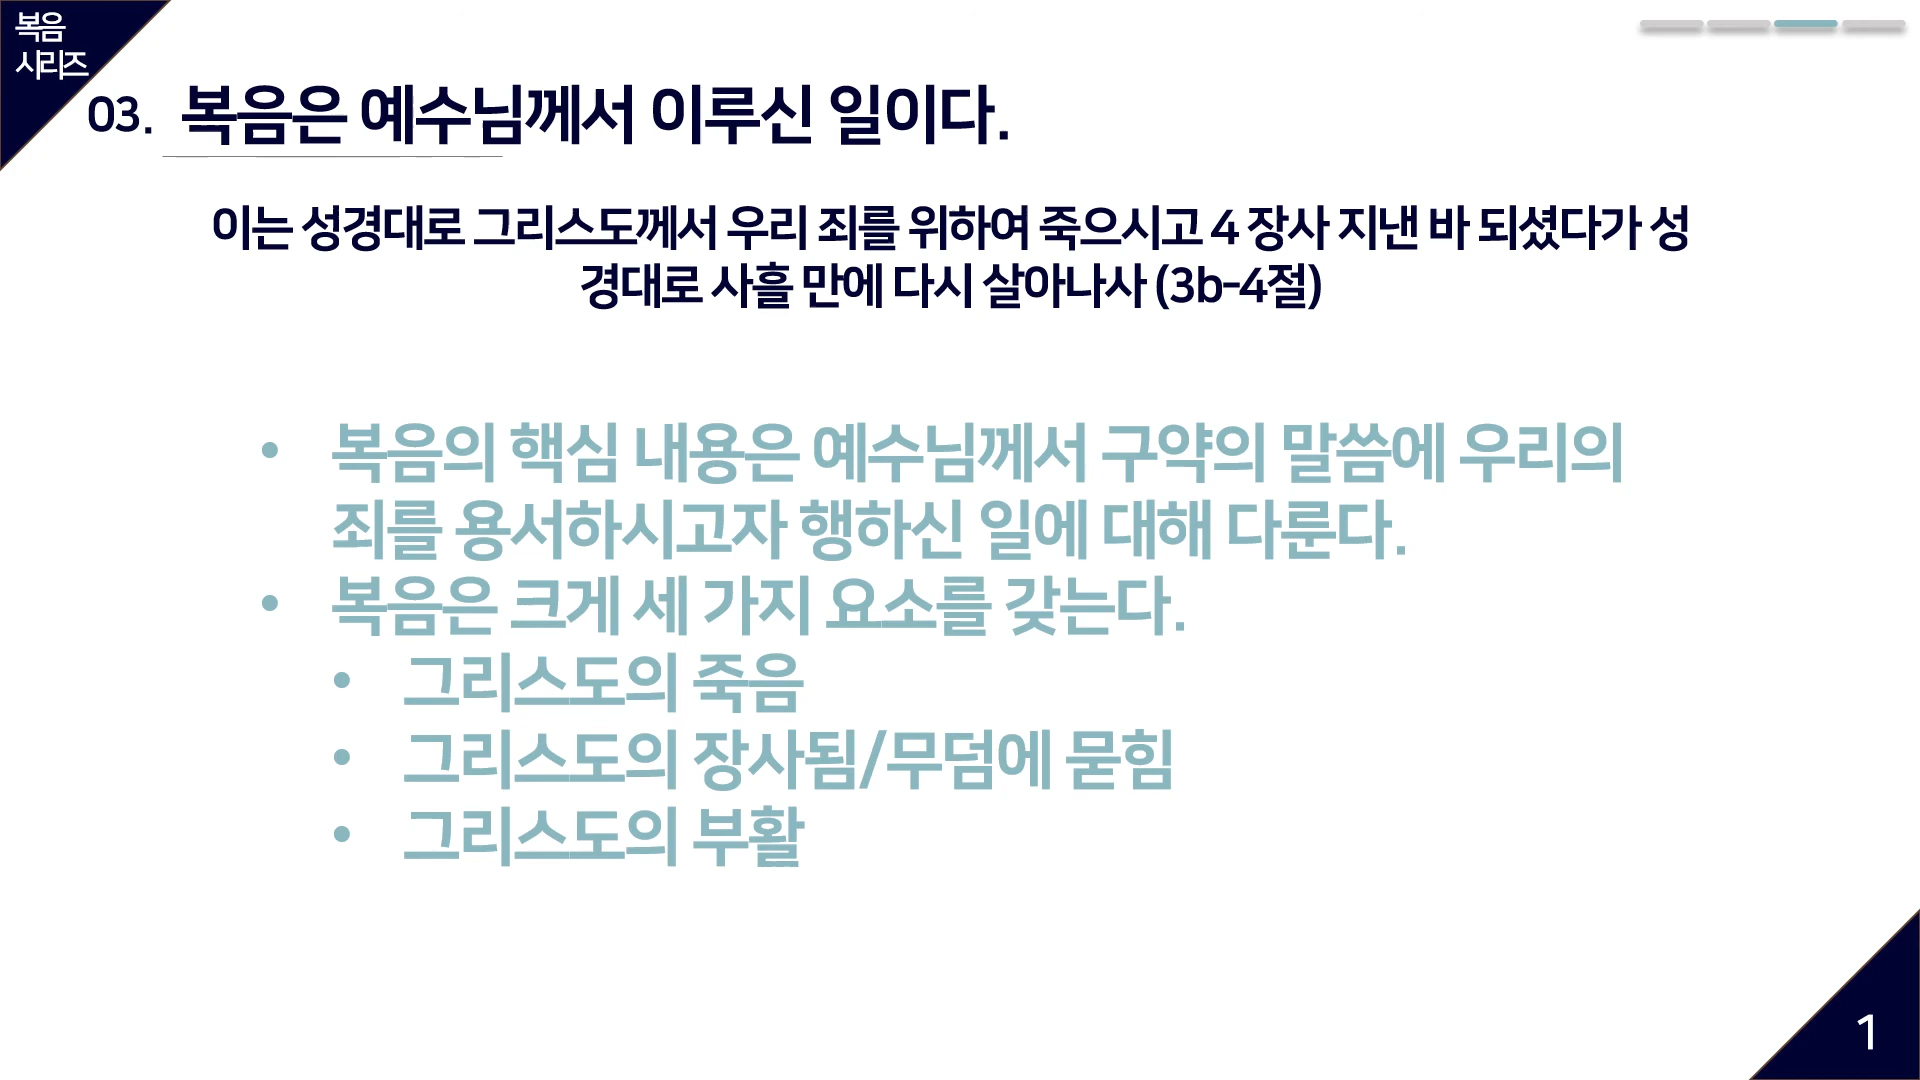 복음
시리즈
03. 복음은 예수님께서 이루신 일이다.
이는 성경대로 그리스도께서 우리 죄를 위하여 죽으시고 4 장사 지낸 바 되셨다가 성
경대로 사흘 만에 다시 살아나사 (3b-4절)
• 복음의 핵심 내용은 예수님께서 구약의 말씀에 우리의
죄를 용서하시고자 행하신 일에 대해 다룬다.
• 복음은 크게 세 가지 요소를 갖는다.
• 그리스도의 죽음
• 그리스도의 장사됨/무덤에 묻힘
• 그리스도의 부활
1